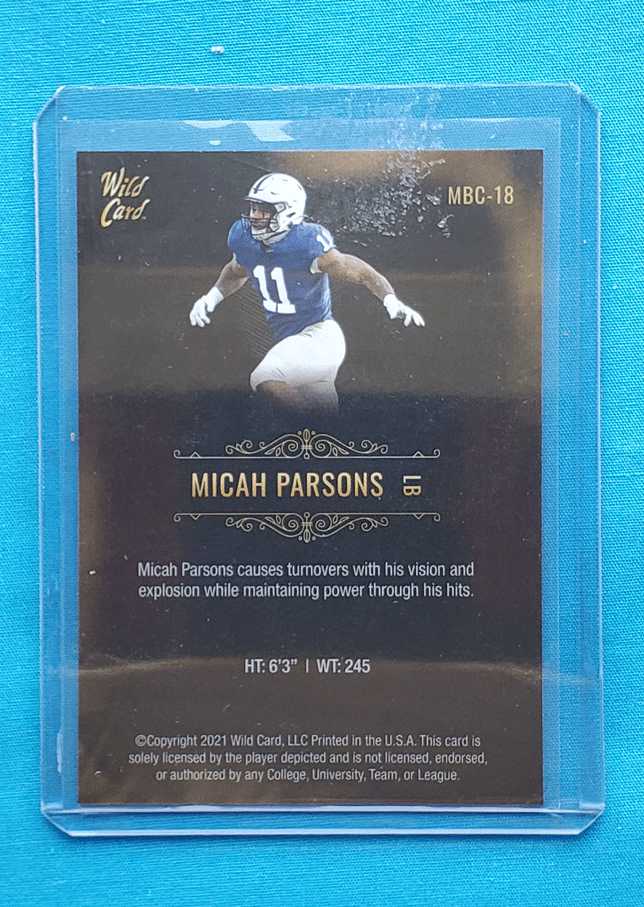 Wild
Card
MBC-18
11
11
MICAH PARSONS LB
Micah Parsons causes turnovers with his vision and
explosion while maintaining power through his hits.
HT: 6'3" | WT: 245
©Copyright 2021 Wild Card, LLC Printed in the U.S.A. This card is
solely licensed by the player depicted and is not licensed, endorsed,
or authorized by any College, University, Team, or League.